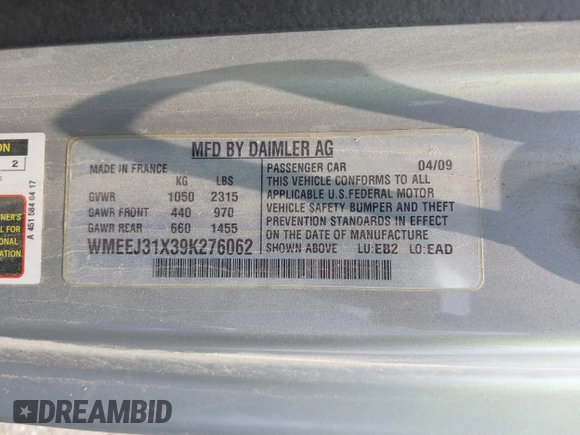 MFD BY DAIMLER AG
MADE IN FRANCE
KG LBS
GVWR 1050 2315
GAWR FRONT 440 970
GAWR REAR 660 1455
WMEEJ31X39K276062
PASSENGER CAR 04/09
THIS VEHICLE CONFORMS TO ALL
APPLICABLE U.S.FEDERAL MOTOR
VEHICLE SAFETY BUMPER AND THEFT
PREVENTION STANDARDS IN EFFECT
ON THE DATE OF MANUFACTURE
SHOWN ABOVE LU:EB2 LO:EAD
2
A 451 584 04 17
DREAMBID